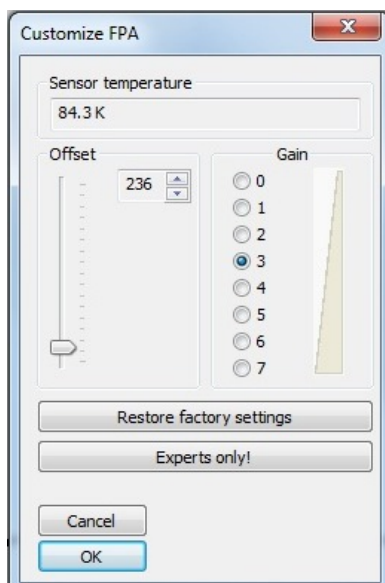 Customize FPA
Sensor temperature
84.3 K
Offset
236
Gain
0
1
2
3
4
5
6
7
Restore factory settings
Experts only!
Cancel
OK